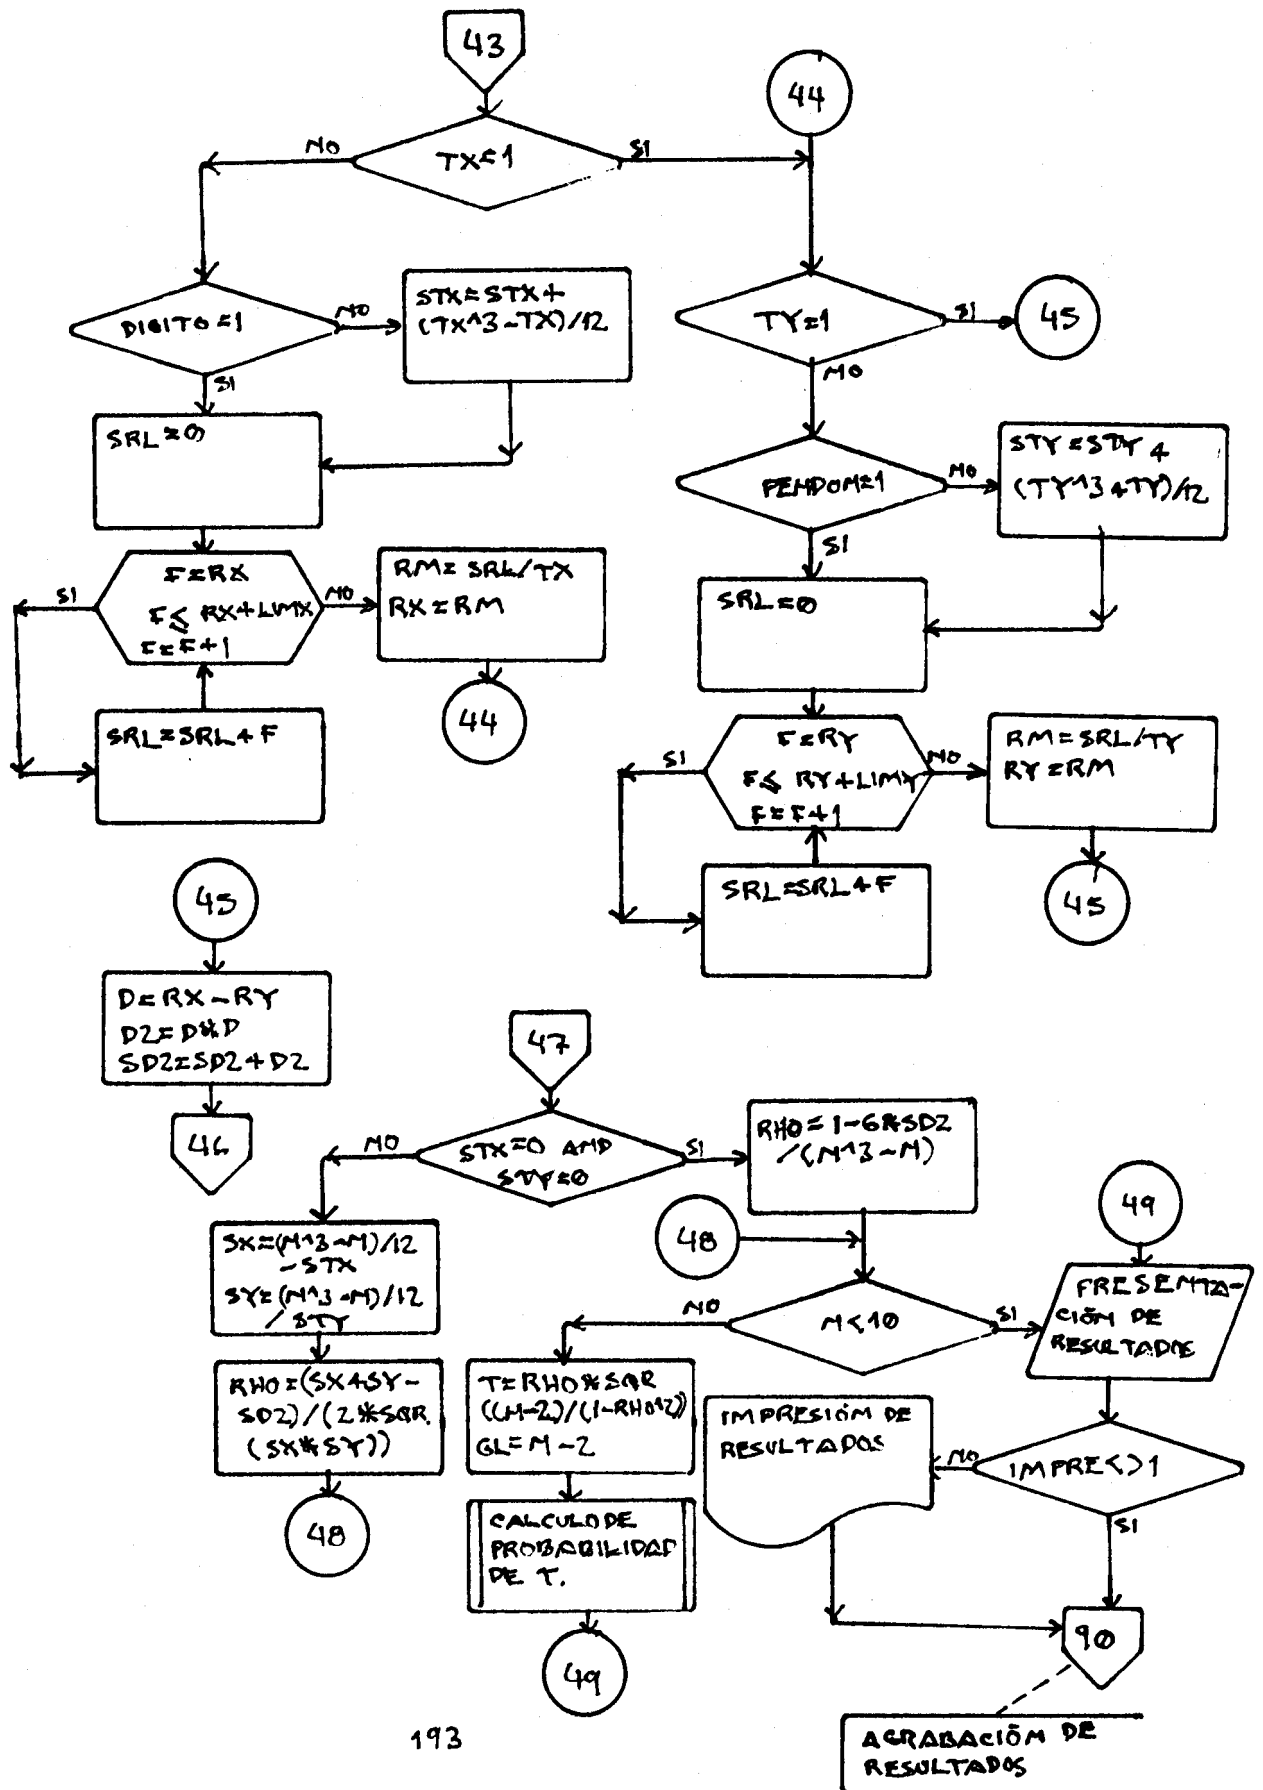 43
44
TX=1
NO
SI
DIGITO=1
NO
SI
STX=STX+
(TX^3-TX)/12
TY=1
SI
45
NO
SRL=0
PENDOM=1
NO
STY=STY+
(TY^3+TY)/12
SI
F=RX
F≤ RX+LIMX
F=F+1
SI
NO
RM=SRL/TX
RX=RM
44
SRL=0
SRL=SRL+F
F=RY
F≤ RY+LIMY
F=F+1
SI
NO
RM=SRL/TY
RY=RM
45
SRL=SRL+F
45
D=RX-RY
D2=D*D
SD2=SD2+D2
46
47
STX=0 AND
STY=0
NO
SI
RHO=1-6*SD2
/(N^3-N)
48
49
SX=(N^3-N)/12
-STX
SY=(N^3-N)/12
/STY
N<10
NO
SI
PRESENTA-
CIÓN DE
RESULTADOS
RHO=(SX+SY-
SD2)/(2*SQR
(SX*SY))
48
T=RHO*SQR
((N-2)/(1-RHO^2))
GL=N-2
IMPRESIÓN DE
RESULTADOS
NO
IMPRE<>1
SI
CALCULO DE
PROBABILIDAD
DE T.
49
90
193
AGRABACIÓN DE
RESULTADOS